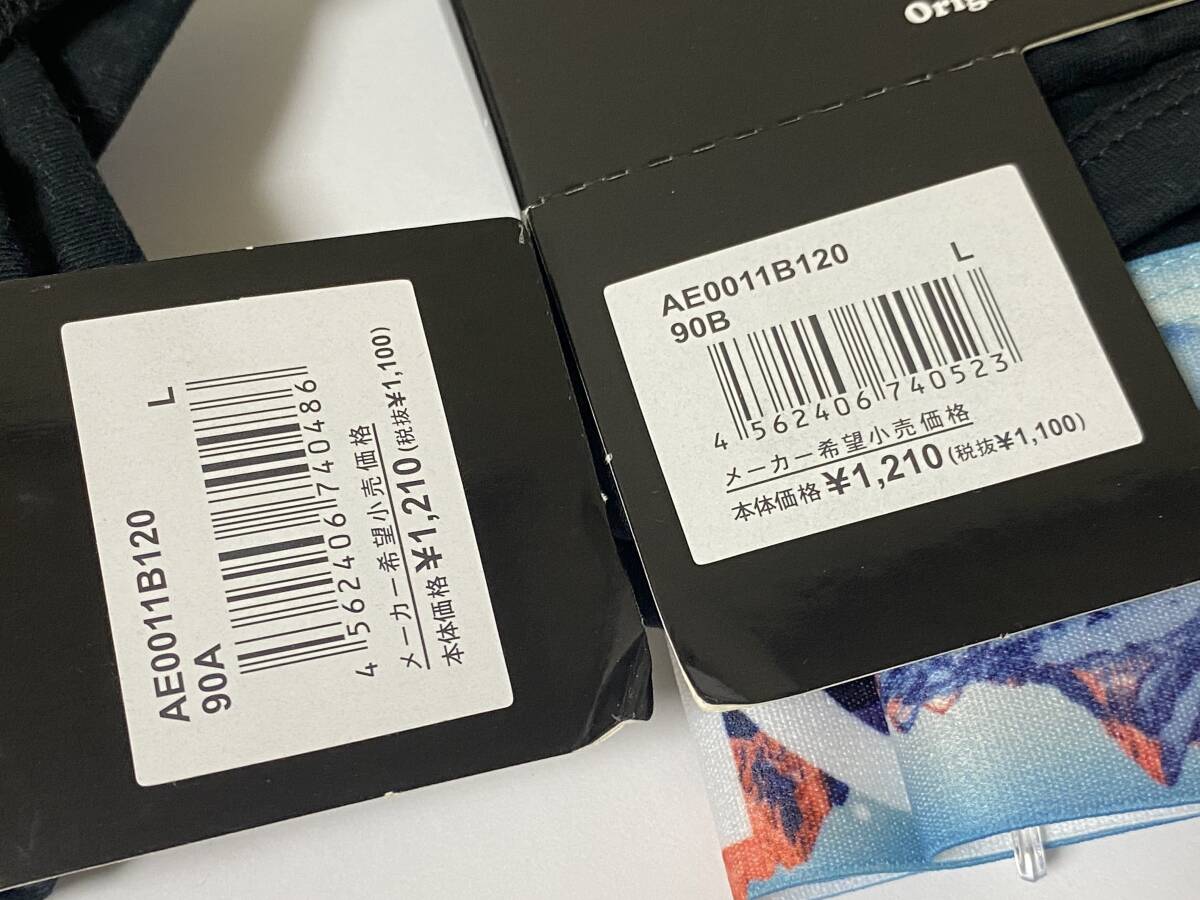 Orig
AE0011B120
90A
L
4 562406 740486
メーカー希望小売価格
本体価格 ¥1,210 (税抜¥1,100)
AE0011B120
90B
L
4 562406 740523
メーカー希望小売価格
本体価格 ¥1,210 (税抜¥1,100)